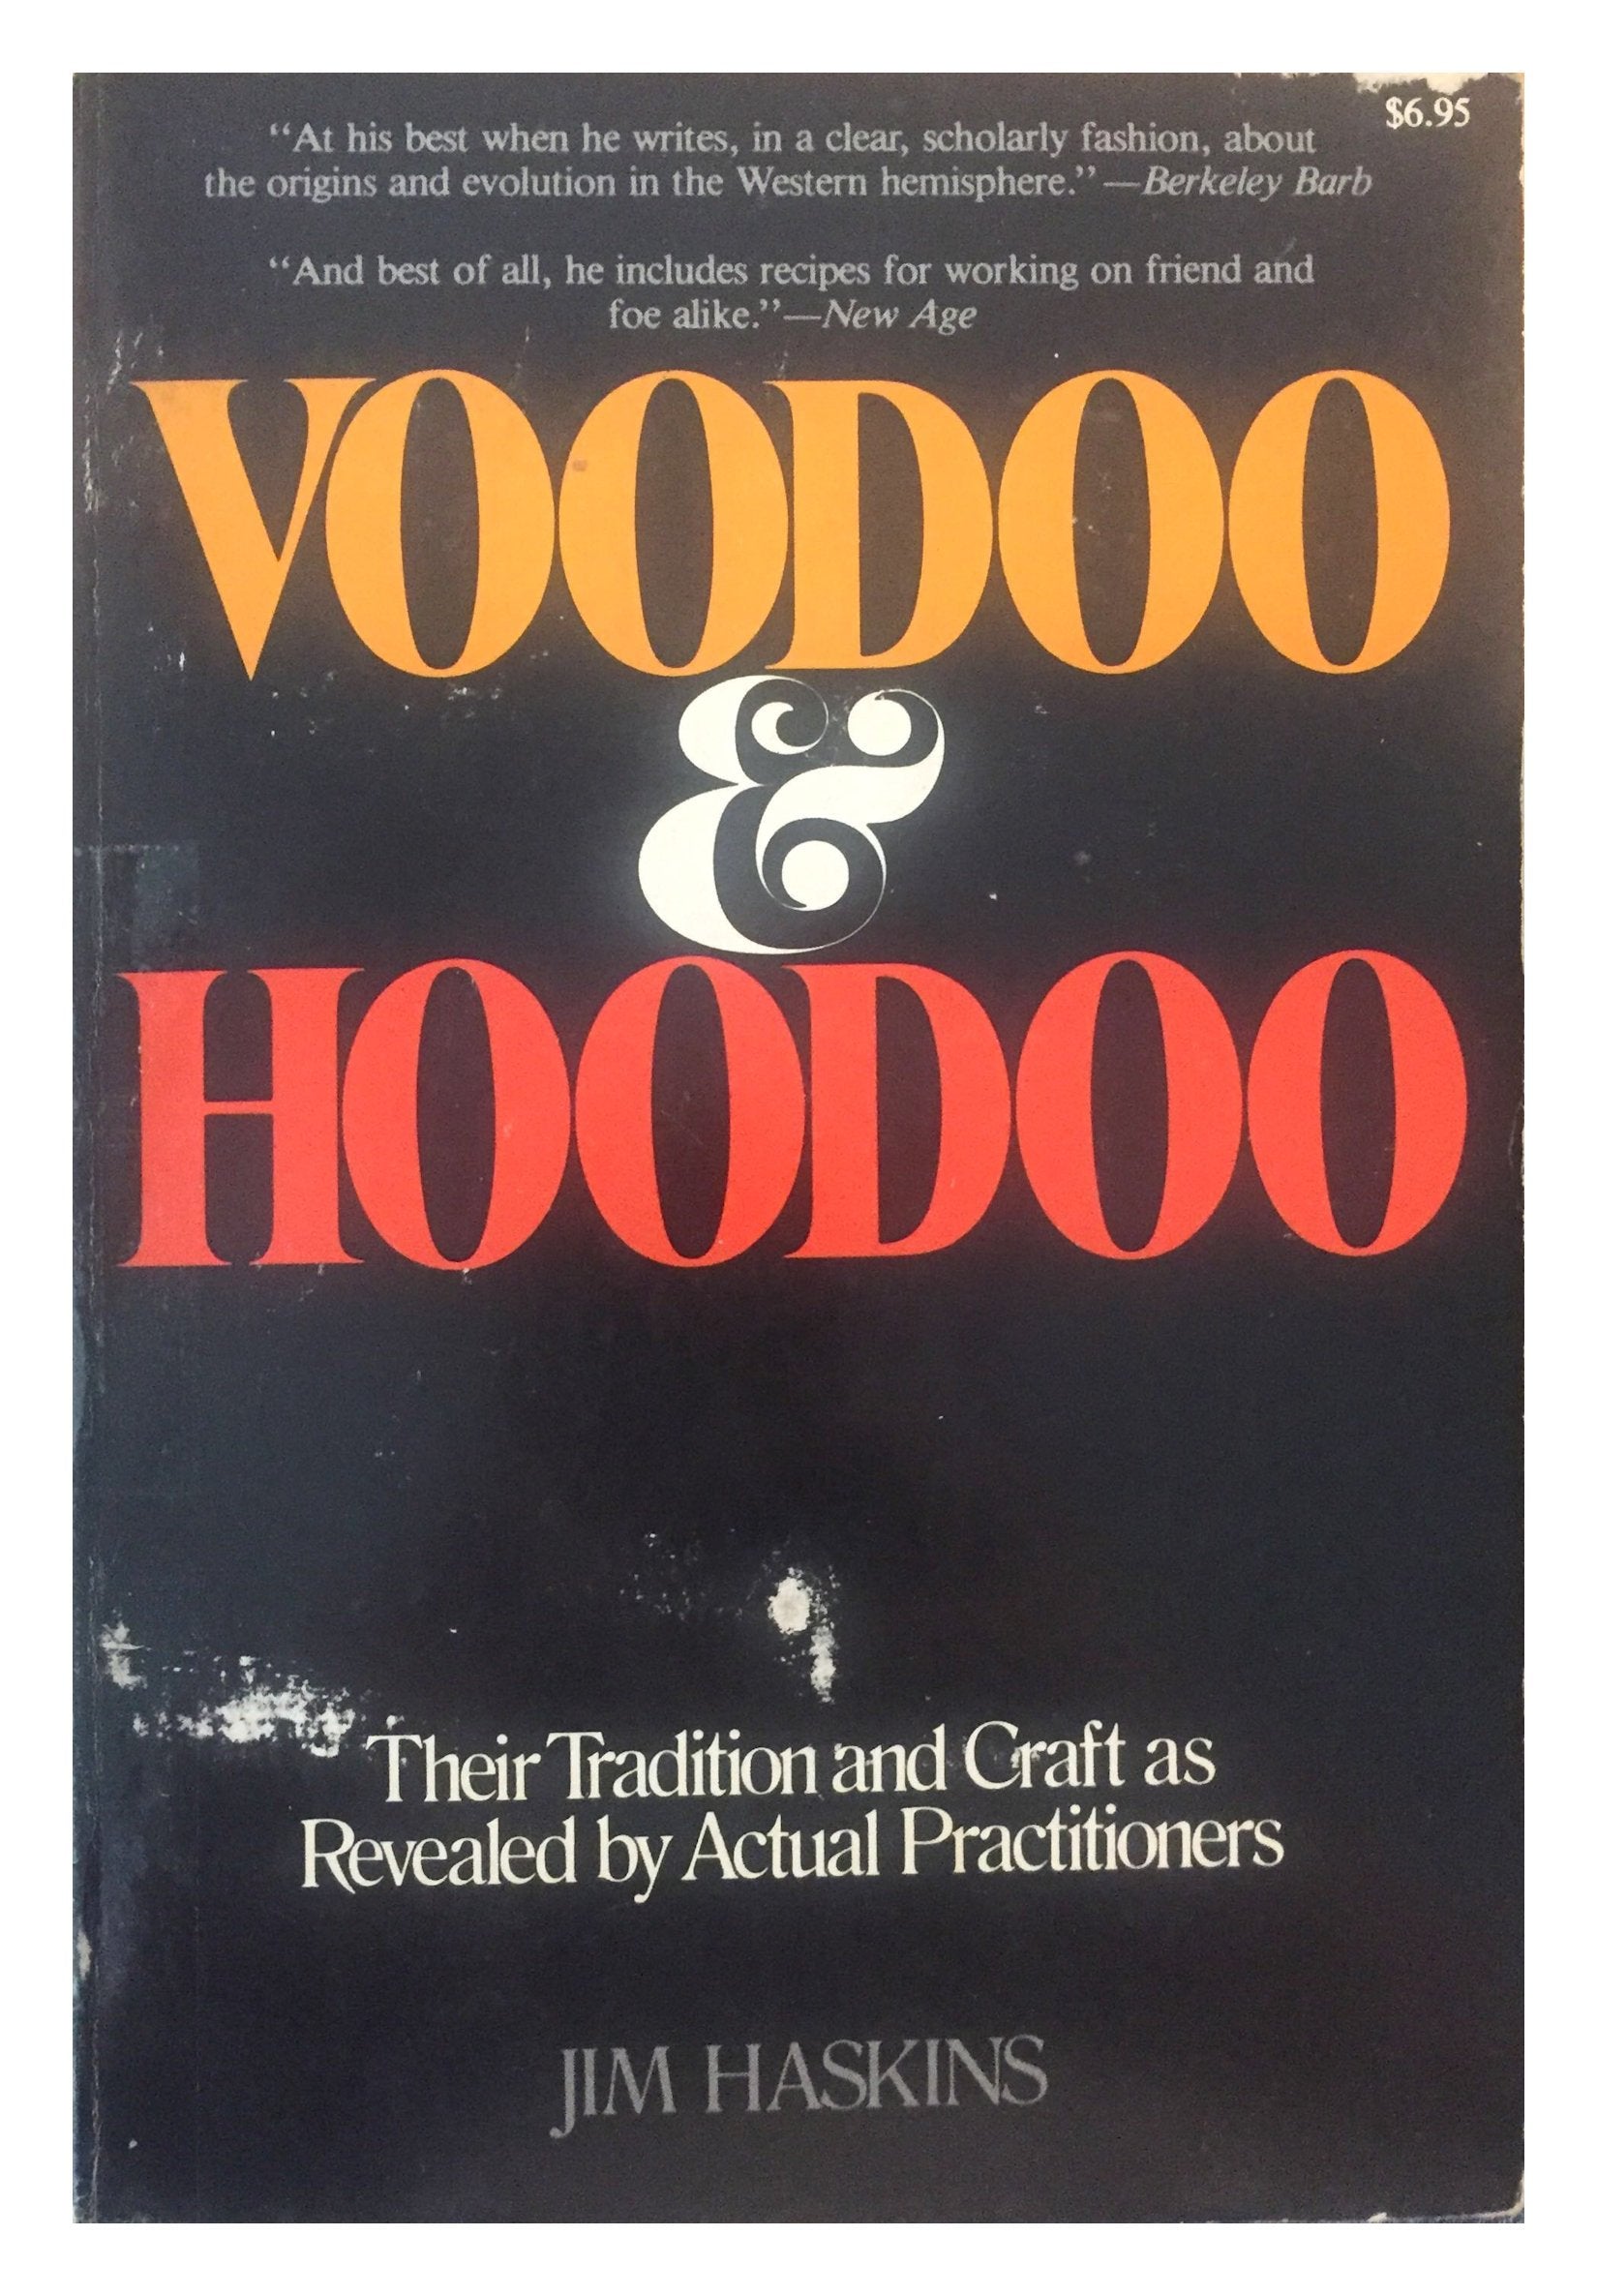 $6.95
“At his best when he writes, in a clear, scholarly fashion, about
the origins and evolution in the Western hemisphere.” —Berkeley Barb
“And best of all, he includes recipes for working on friend and
foe alike.”—New Age
VOODOO
&
HOODOO
Their Tradition and Craft as
Revealed by Actual Practitioners
JIM HASKINS